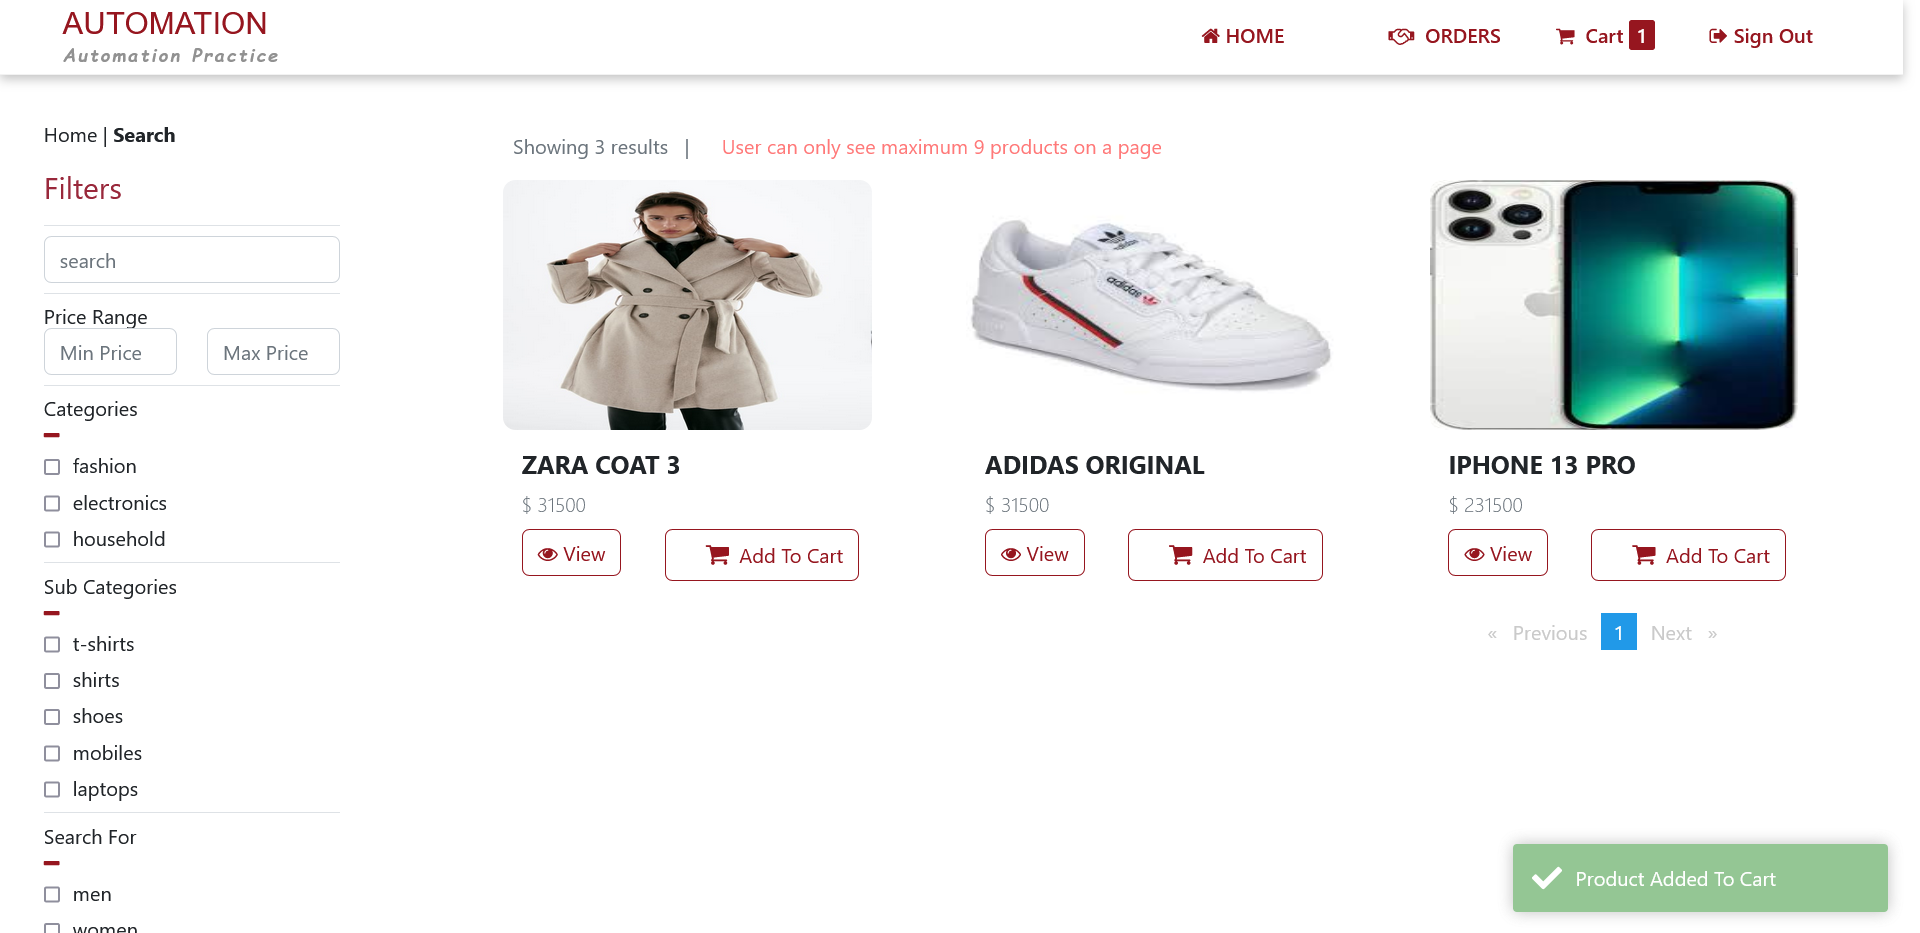 AUTOMATION
Automation Practice
HOME
ORDERS
Cart 1
Sign Out
Home | Search
Filters
search
Price Range
Min Price
Max Price
Categories
fashion
electronics
household
Sub Categories
t-shirts
shirts
shoes
mobiles
laptops
Search For
men
women
Showing 3 results |
User can only see maximum 9 products on a page
adidas
adidas
ZARA COAT 3
$ 31500
View
Add To Cart
ADIDAS ORIGINAL
$ 31500
View
Add To Cart
IPHONE 13 PRO
$ 231500
View
Add To Cart
« Previous 1 Next »
Product Added To Cart